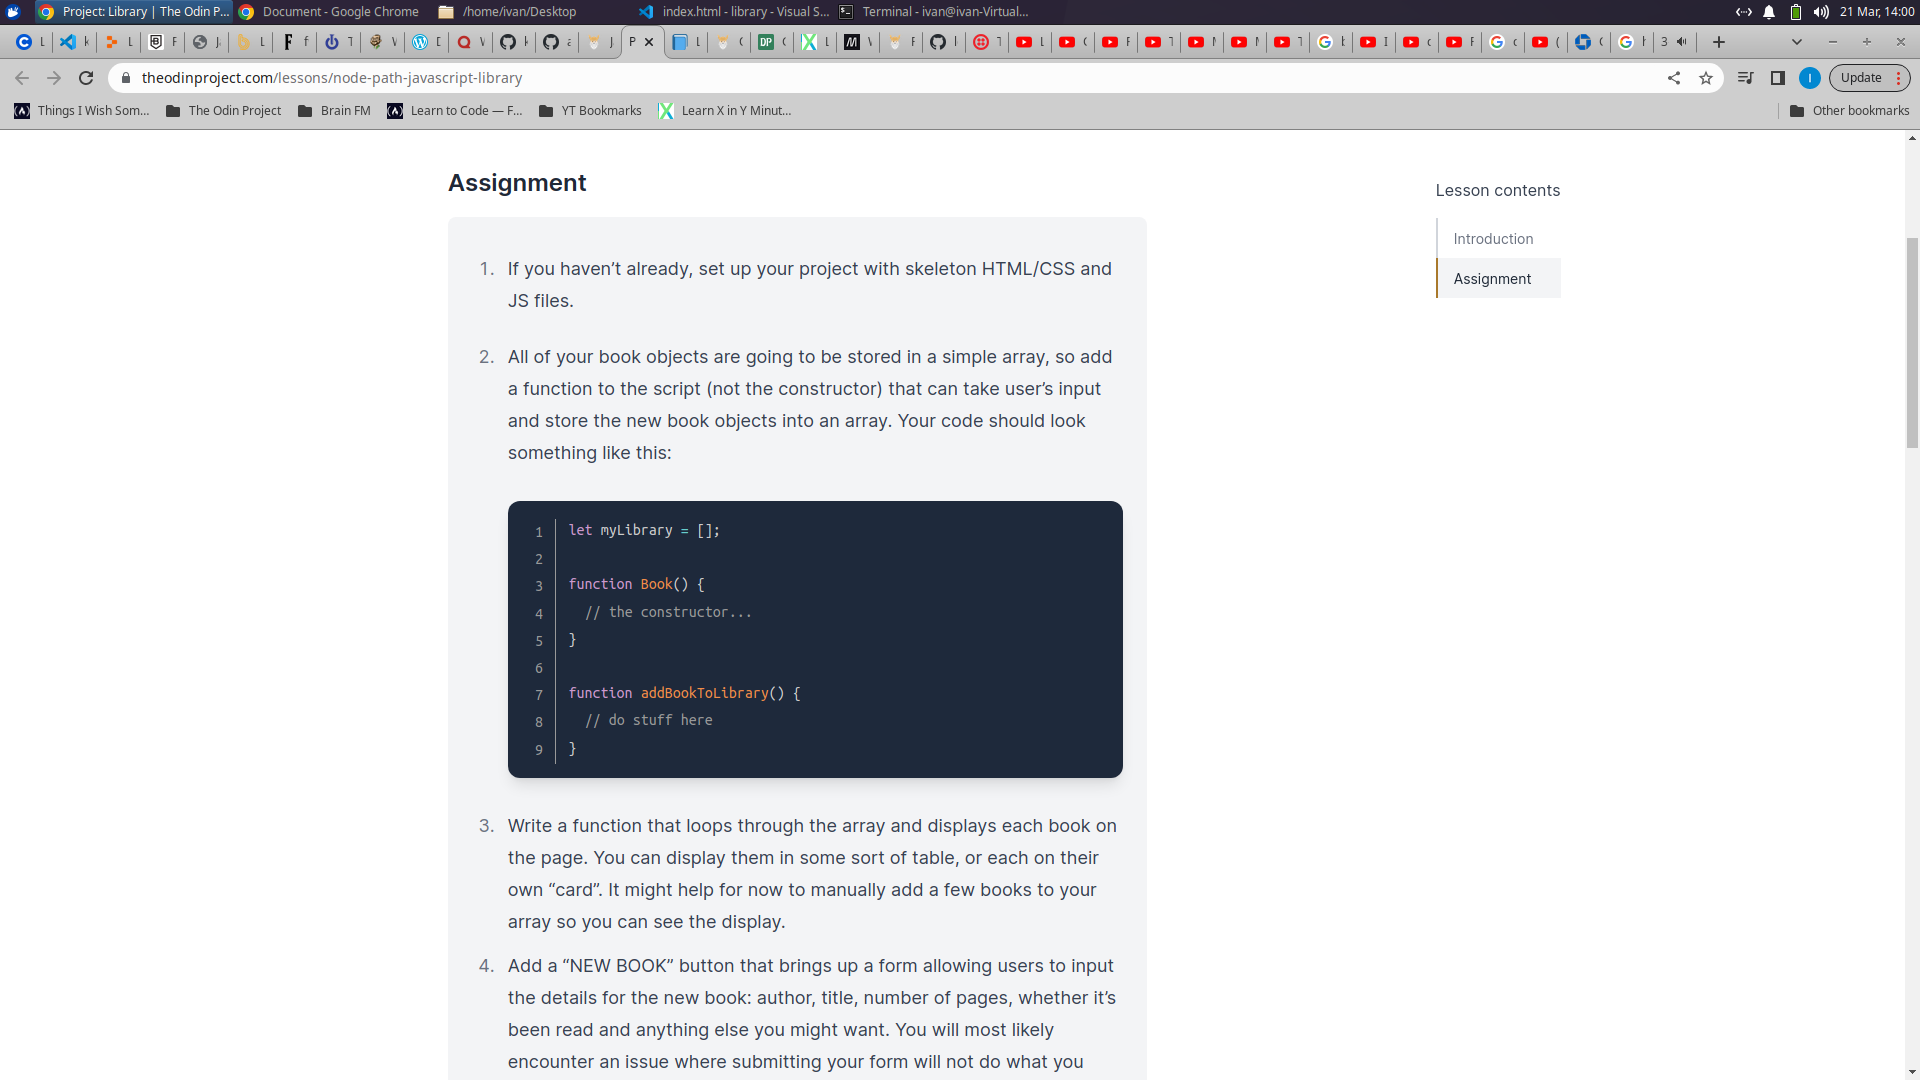 Project: Library | The Odin P...
Document - Google Chrome
/home/ivan/Desktop
index.html - library - Visual S...
Terminal - ivan@ivan-Virtual...
21 Mar, 14:00
theodinproject.com/lessons/node-path-javascript-library
Update
Things I Wish Som...
The Odin Project
Brain FM
Learn to Code — F...
YT Bookmarks
Learn X in Y Minut...
Other bookmarks
Assignment
Lesson contents
Introduction
Assignment
1. If you haven’t already, set up your project with skeleton HTML/CSS and
JS files.
2. All of your book objects are going to be stored in a simple array, so add
a function to the script (not the constructor) that can take user’s input
and store the new book objects into an array. Your code should look
something like this:
1 let myLibrary = [];
2
3 function Book() {
4 // the constructor...
5 }
6
7 function addBookToLibrary() {
8 // do stuff here
9 }
3. Write a function that loops through the array and displays each book on
the page. You can display them in some sort of table, or each on their
own “card”. It might help for now to manually add a few books to your
array so you can see the display.
4. Add a “NEW BOOK” button that brings up a form allowing users to input
the details for the new book: author, title, number of pages, whether it’s
been read and anything else you might want. You will most likely
encounter an issue where submitting your form will not do what you